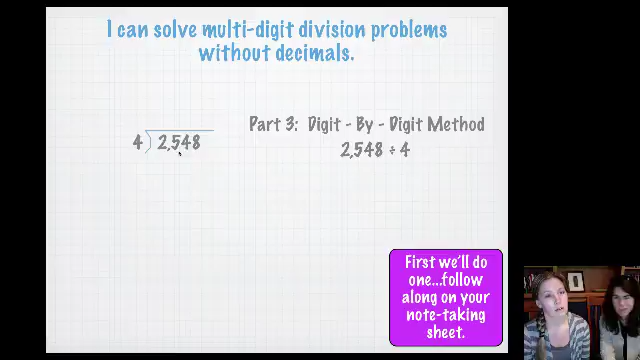 I can solve multi-digit division problems
without decimals.
4 2,548
Part 3: Digit - By - Digit Method
2,548 ÷ 4
First we'll do
one...follow
along on your
note-taking
sheet.